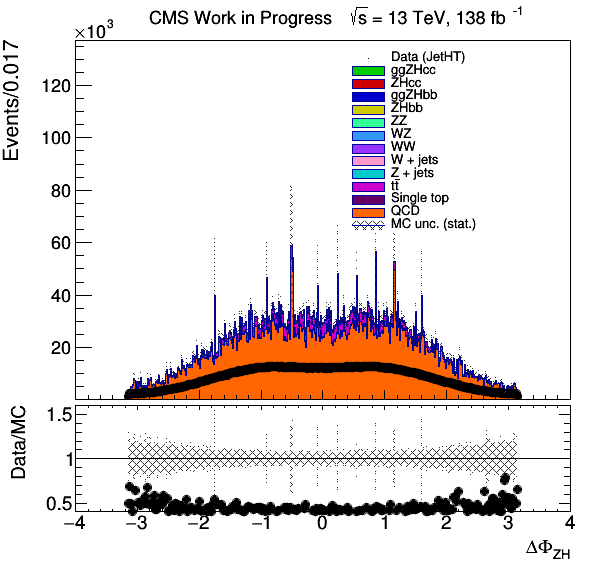 CMS Work in Progress √s = 13 TeV, 138 fb⁻¹
×10³
Events/0.017
120
100
80
60
40
20
Data (JetHT)
ggZHcc
ZHcc
ggZHbb
ZHbb
ZZ
WZ
WW
W + jets
Z + jets
tt̄
Single top
QCD
MC unc. (stat.)
Data/MC
1.5
1
0.5
−4 −3 −2 −1 0 1 2 3 4
ΔΦ_ZH